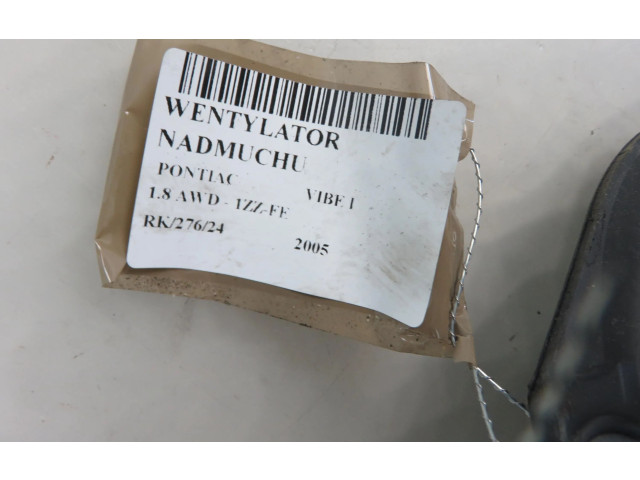 WENTYLATOR
NADMUCHU
PONTIAC VIBE I
1.8 AWD - 1ZZ-FE
RK/276/24 2005